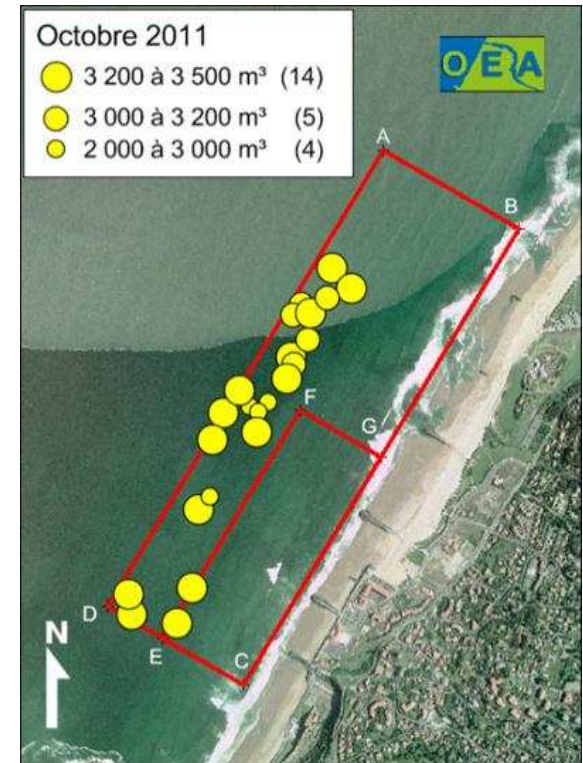 Octobre 2011
3 200 à 3 500 m³ (14)
3 000 à 3 200 m³ (5)
2 000 à 3 000 m³ (4)
OEA
A
B
F
G
D
E
C
N